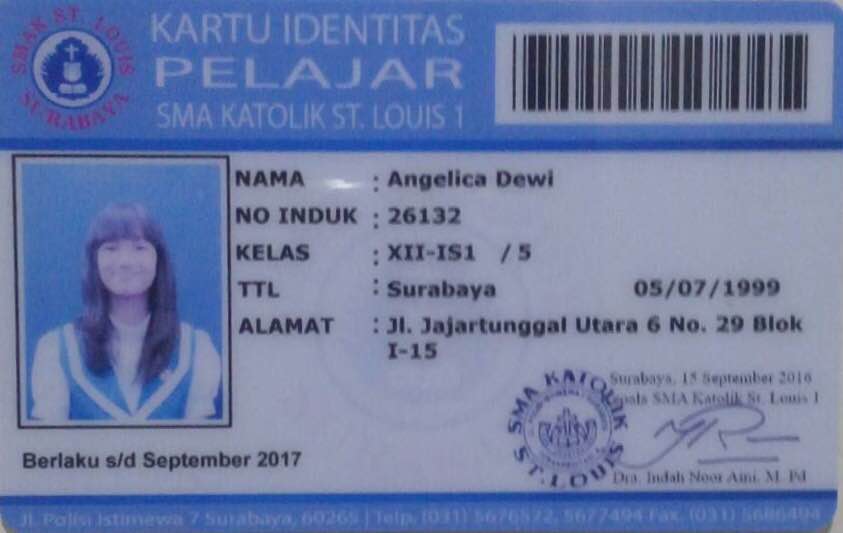 SMAK ST. LOUIS
SURABAYA
KARTU IDENTITAS
PELAJAR
SMA KATOLIK ST. LOUIS 1
NAMA : Angelica Dewi
NO INDUK : 26132
KELAS : XII-IS1 / 5
TTL : Surabaya 05/07/1999
ALAMAT : Jl. Jajartunggal Utara 6 No. 29 Blok
I-15
Surabaya, 15 September 2016
pala SMA Katolik St. Louis 1
SMA KATOLIK
ST. LOUIS
Dra. Indah Noor Aini, M. Pd
Berlaku s/d September 2017
Jl. Polisi Istimewa 7 Surabaya, 60265 | Telp. (031) 5676572, 5677494 Fax. (031) 5686494